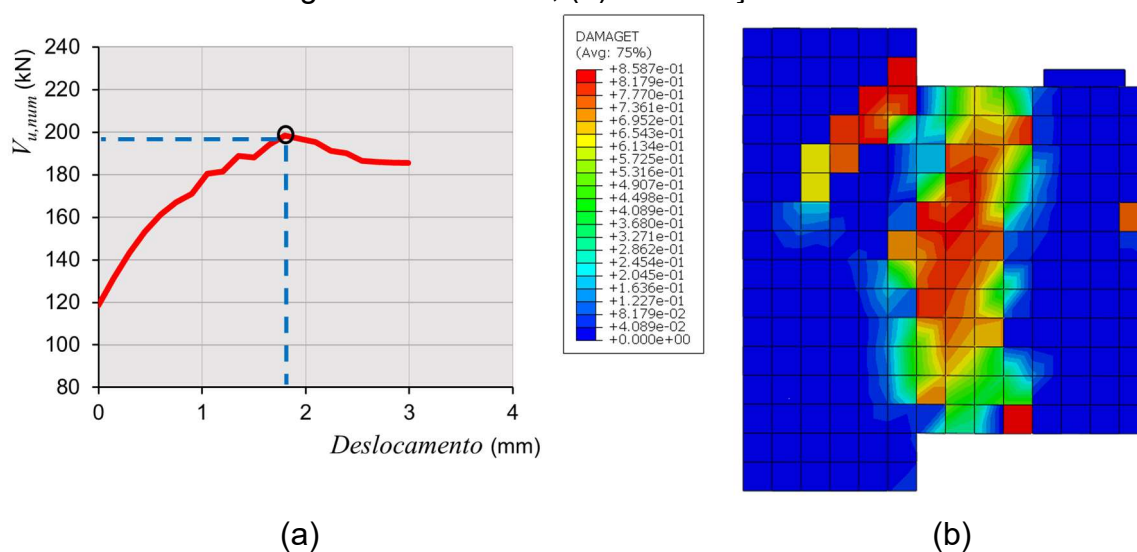 240
220
200
180
160
140
120
100
80
V_{u,num} (kN)
0
1
2
3
4
Deslocamento (mm)
(a)
DAMAGET
(Avg: 75%)
+8.587e-01
+8.179e-01
+7.770e-01
+7.361e-01
+6.952e-01
+6.543e-01
+6.134e-01
+5.725e-01
+5.316e-01
+4.907e-01
+4.498e-01
+4.089e-01
+3.680e-01
+3.271e-01
+2.862e-01
+2.454e-01
+2.045e-01
+1.636e-01
+1.227e-01
+8.179e-02
+4.089e-02
+0.000e+00
(b)